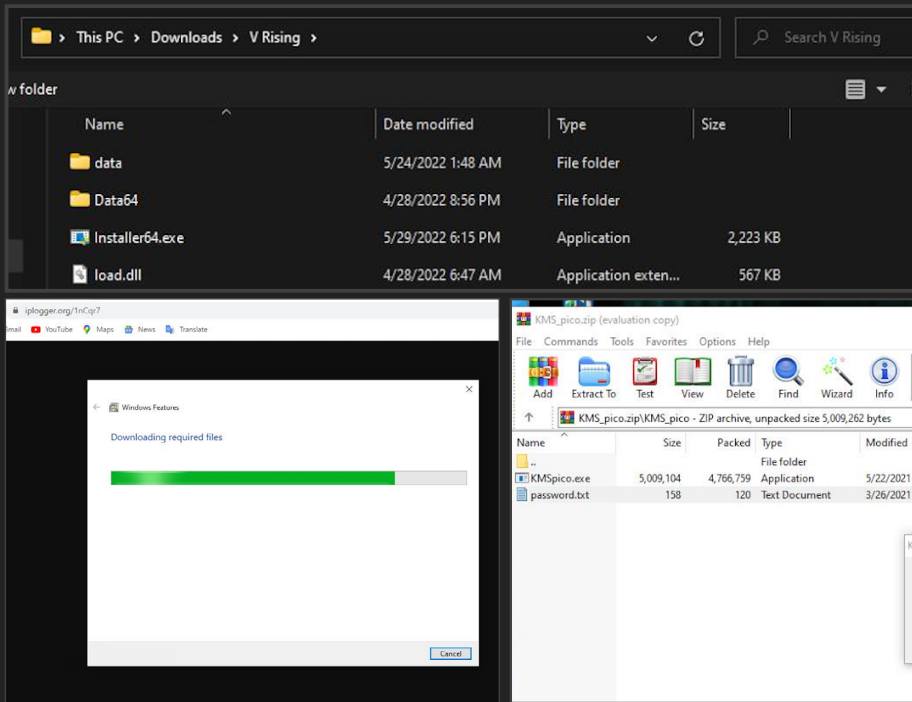 This PC > Downloads > V Rising >
Search V Rising
w folder
Name Date modified Type Size
data 5/24/2022 1:48 AM File folder
Data64 4/28/2022 8:56 PM File folder
Installer64.exe 5/29/2022 6:15 PM Application 2,223 KB
load.dll 4/28/2022 6:47 AM Application exten... 567 KB
iplogger.org/1nCqr7
Gmail YouTube Maps News Translate
Windows Features
Downloading required files
Cancel
KMS_pico.zip (evaluation copy)
File Commands Tools Favorites Options Help
Add Extract To Test View Delete Find Wizard Info
KMS_pico.zip\KMS_pico - ZIP archive, unpacked size 5,009,262 bytes
Name Size Packed Type Modified
.. File folder
KMSpico.exe 5,009,104 4,766,759 Application 5/22/2021
password.txt 158 120 Text Document 3/26/2021